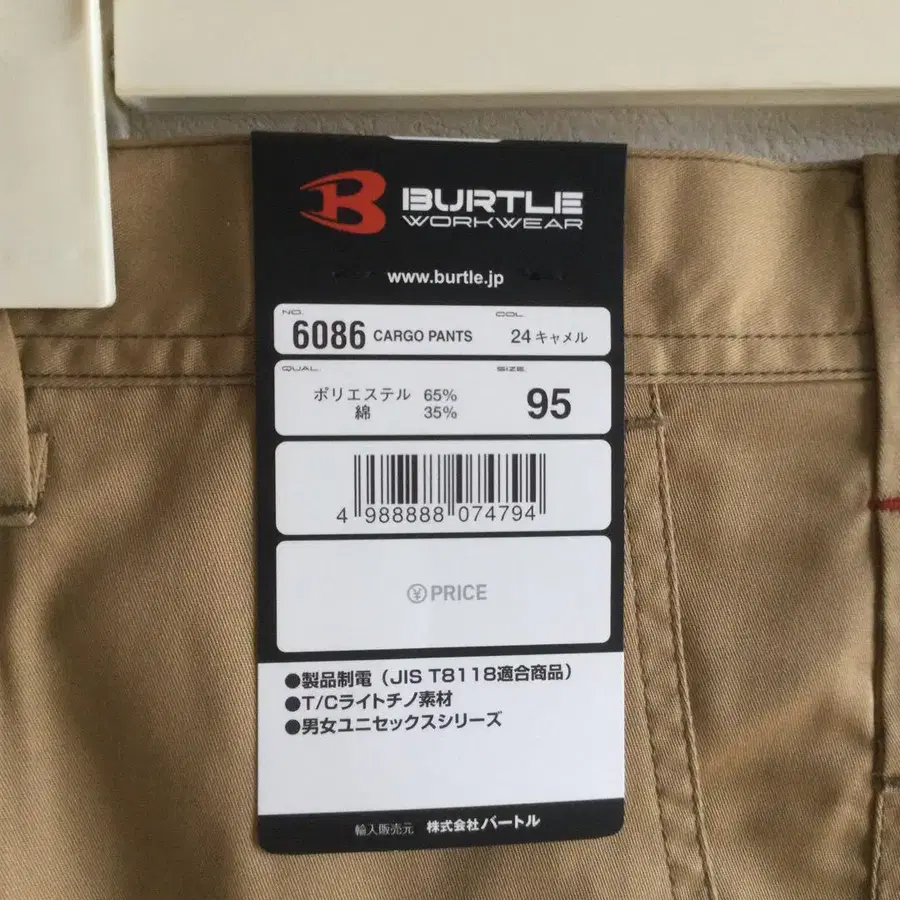 BURTLE
WORKWEAR
www.burtle.jp
NO.
COL.
6086 CARGO PANTS 24 キャメル
QUAL.
SIZE.
ポリエステル 65%
綿 35%
95
4 988888 074794
¥ PRICE
●製品制電（JIS T8118適合商品）
●T/Cライトチノ素材
●男女ユニセックスシリーズ
輸入販売元 株式会社バートル